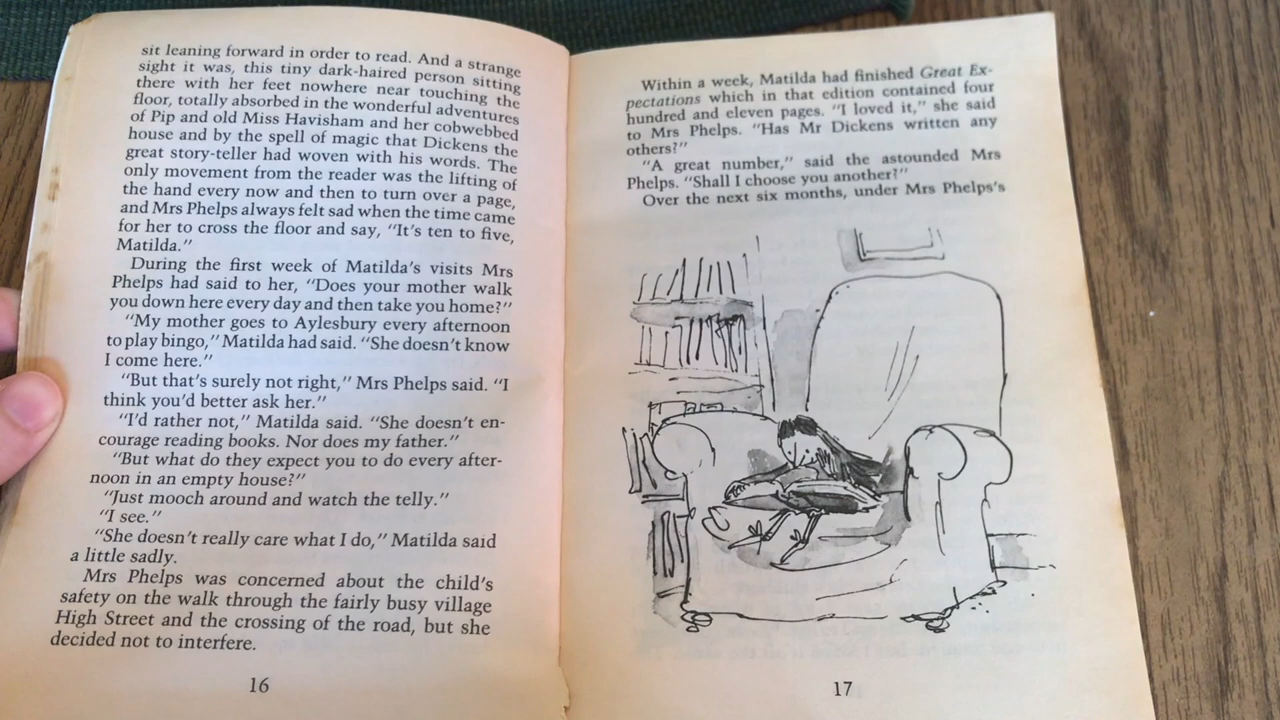 sit leaning forward in order to read. And a strange
sight it was, this tiny dark-haired person sitting
there with her feet nowhere near touching the
floor, totally absorbed in the wonderful adventures
of Pip and old Miss Havisham and her cobwebbed
house and by the spell of magic that Dickens the
great story-teller had woven with his words. The
only movement from the reader was the lifting of
the hand every now and then to turn over a page,
and Mrs Phelps always felt sad when the time came
for her to cross the floor and say, "It's ten to five,
Matilda."
During the first week of Matilda's visits Mrs
Phelps had said to her, "Does your mother walk
you down here every day and then take you home?"
"My mother goes to Aylesbury every afternoon
to play bingo," Matilda had said. "She doesn't know
I come here."
"But that's surely not right," Mrs Phelps said. "I
think you'd better ask her."
"I'd rather not," Matilda said. "She doesn't en-
courage reading books. Nor does my father."
"But what do they expect you to do every after-
noon in an empty house?"
"Just mooch around and watch the telly."
"I see."
"She doesn't really care what I do," Matilda said
a little sadly.
Mrs Phelps was concerned about the child's
safety on the walk through the fairly busy village
High Street and the crossing of the road, but she
decided not to interfere.
16
Within a week, Matilda had finished Great Ex-
pectations which in that edition contained four
hundred and eleven pages. "I loved it," she said
to Mrs Phelps. "Has Mr Dickens written any
others?"
"A great number," said the astounded Mrs
Phelps. "Shall I choose you another?"
Over the next six months, under Mrs Phelps's
17